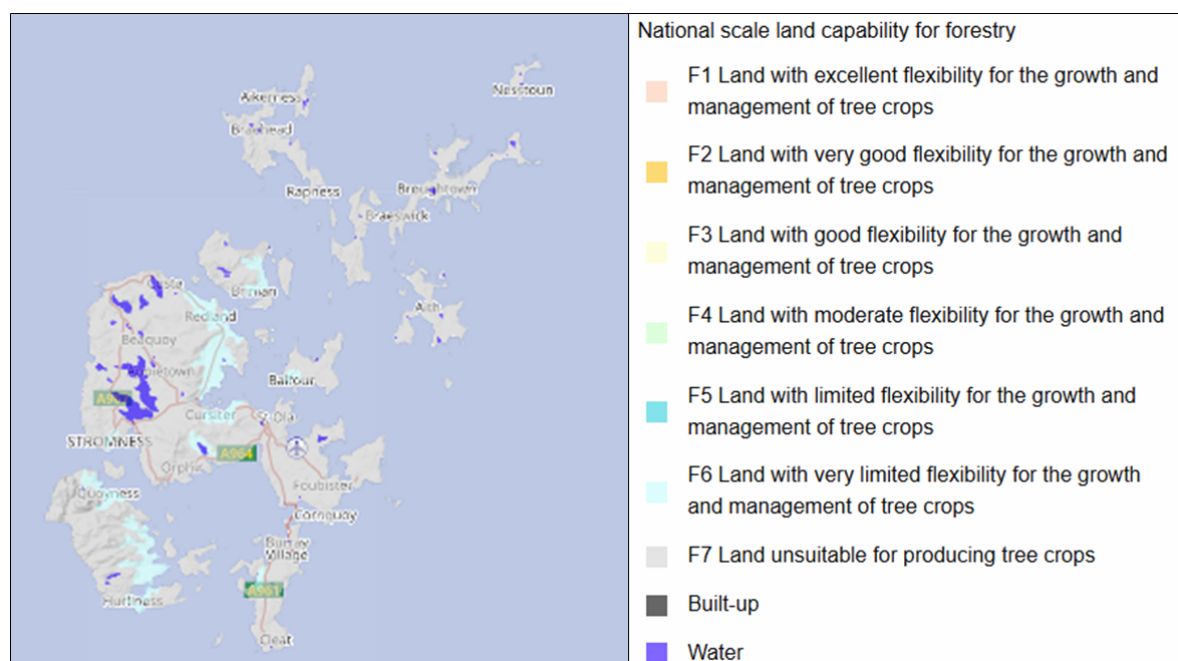 National scale land capability for forestry
F1 Land with excellent flexibility for the growth and
management of tree crops
F2 Land with very good flexibility for the growth and
management of tree crops
F3 Land with good flexibility for the growth and
management of tree crops
F4 Land with moderate flexibility for the growth and
management of tree crops
F5 Land with limited flexibility for the growth and
management of tree crops
F6 Land with very limited flexibility for the growth
and management of tree crops
F7 Land unsuitable for producing tree crops
Built-up
Water
Nesstoun
Aikerness
Braehead
Rapness
Broughtown
Braeswick
Brinian
Redland
Aith
Beaquoy
Balfour
Cursiter
St Ola
STROMNESS
A964
Orphir
Quoyness
Foubister
Cornquoy
Burray
Village
A961
Hurliness
Cleat